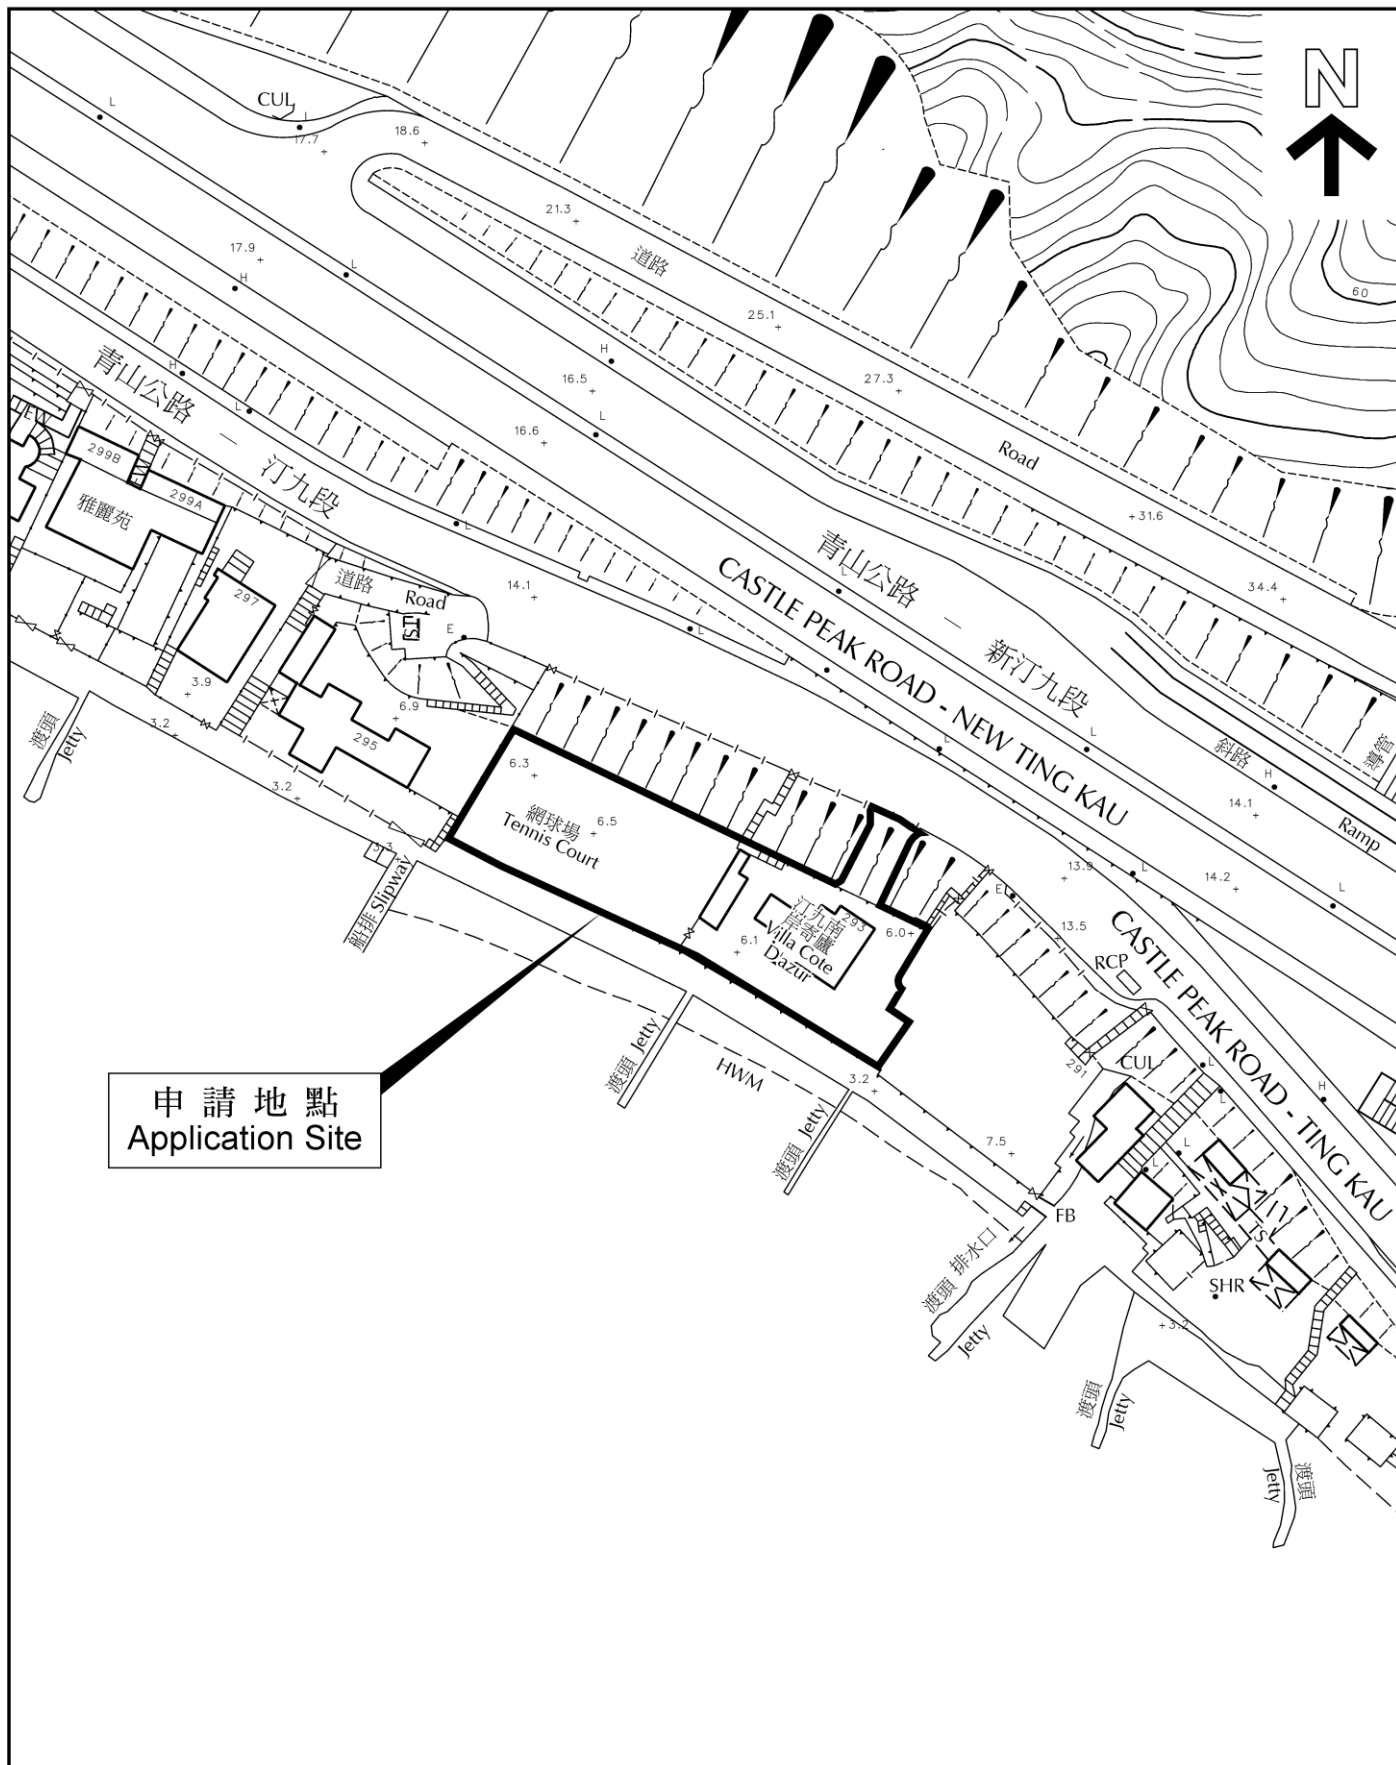 N
CUL
L
17.7
18.6
21.3
道路
17.9
L
H
25.1
60
H
27.3
16.5
L
16.6
Road
青山公路 — 汀九段
H
L
299B
299A
雅麗苑
L
31.6
青山公路 — 新汀九段
L
L
CASTLE PEAK ROAD - NEW TING KAU
34.4
14.1
道路
Road
TS
E
L
297
3.9
6.9
295
3.2
3.2
渡頭
Jetty
斜路
Ramp
H
14.1
L
14.2
L
13.9
6.3
6.5
網球場
Tennis Court
3.3
船排 Slipway
汀九南
岸寄廬
293
Villa Cote
D'azur
6.1
6.0
E
13.5
RCP
CASTLE PEAK ROAD - TING KAU
渡頭 Jetty
HWM
渡頭 Jetty
3.2
291
CUL
L
H
L
L
L
申請地點
Application Site
7.5
FB
TS
渡頭 排水口
Jetty
SHR
3.2
渡頭
Jetty
渡頭
Jetty